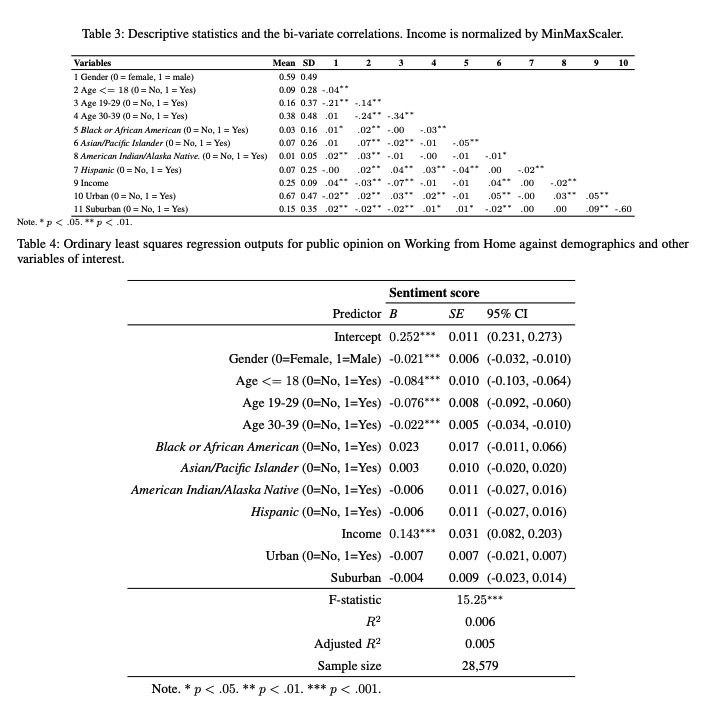 Table 3: Descriptive statistics and the bi-variate correlations. Income is normalized by MinMaxScaler.
Variables Mean SD 1 2 3 4 5 6 7 8 9 10
1 Gender (0 = female, 1 = male) 0.59 0.49
2 Age <= 18 (0 = No, 1 = Yes) 0.09 0.28 -.04**
3 Age 19-29 (0 = No, 1 = Yes) 0.16 0.37 -.21** -.14**
4 Age 30-39 (0 = No, 1 = Yes) 0.38 0.48 .01 -.24** -.34**
5 Black or African American (0 = No, 1 = Yes) 0.03 0.16 .01* .02** -.00 -.03**
6 Asian/Pacific Islander (0 = No, 1 = Yes) 0.07 0.26 .01 .07** -.02** -.01 -.05**
8 American Indian/Alaska Native. (0 = No, 1 = Yes) 0.01 0.05 .02** .03** -.01 -.00 -.01 -.01*
7 Hispanic (0 = No, 1 = Yes) 0.07 0.25 -.00 .02** .04** .03** -.04** .00 -.02**
9 Income 0.25 0.09 .04** -.03** -.07** -.01 -.01 .04** .00 -.02**
10 Urban (0 = No, 1 = Yes) 0.67 0.47 -.02** .02** .03** .02** -.01 .05** -.00 .03** .05**
11 Suburban (0 = No, 1 = Yes) 0.15 0.35 .02** -.02** -.02** .01* .01* -.02** .00 .00 .09** -.60
Note. * p < .05. ** p < .01.
Table 4: Ordinary least squares regression outputs for public opinion on Working from Home against demographics and other
variables of interest.
Sentiment score
Predictor B SE 95% CI
Intercept 0.252*** 0.011 (0.231, 0.273)
Gender (0=Female, 1=Male) -0.021*** 0.006 (-0.032, -0.010)
Age <= 18 (0=No, 1=Yes) -0.084*** 0.010 (-0.103, -0.064)
Age 19-29 (0=No, 1=Yes) -0.076*** 0.008 (-0.092, -0.060)
Age 30-39 (0=No, 1=Yes) -0.022*** 0.005 (-0.034, -0.010)
Black or African American (0=No, 1=Yes) 0.023 0.017 (-0.011, 0.066)
Asian/Pacific Islander (0=No, 1=Yes) 0.003 0.010 (-0.020, 0.020)
American Indian/Alaska Native (0=No, 1=Yes) -0.006 0.011 (-0.027, 0.016)
Hispanic (0=No, 1=Yes) -0.006 0.011 (-0.027, 0.016)
Income 0.143*** 0.031 (0.082, 0.203)
Urban (0=No, 1=Yes) -0.007 0.007 (-0.021, 0.007)
Suburban -0.004 0.009 (-0.023, 0.014)
F-statistic 15.25***
R² 0.006
Adjusted R² 0.005
Sample size 28,579
Note. * p < .05. ** p < .01. *** p < .001.